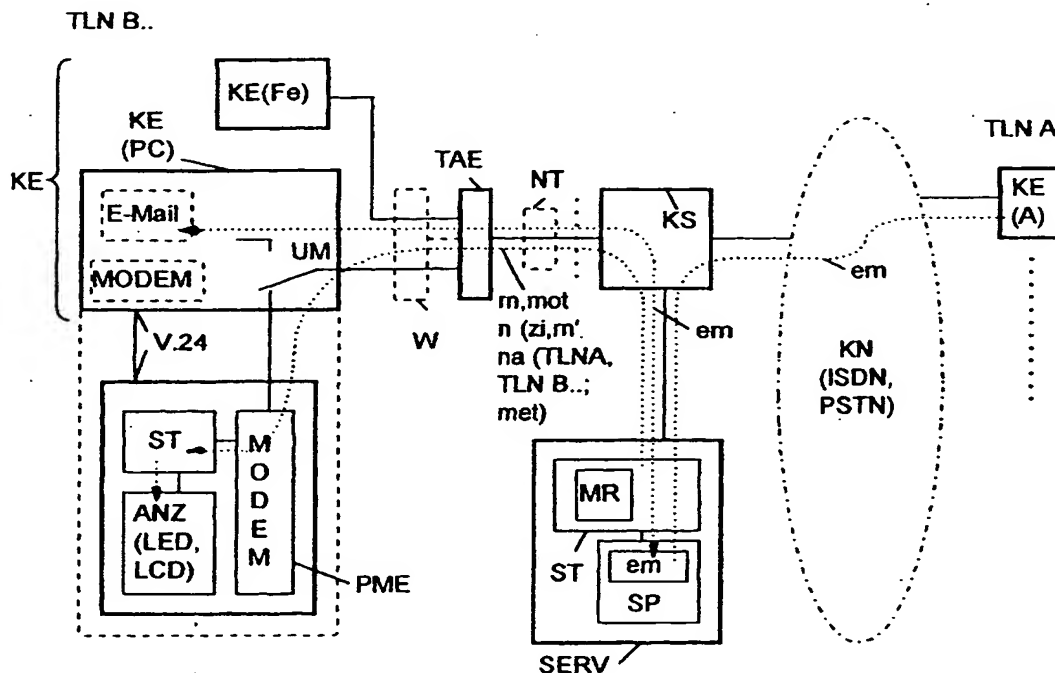 TLN B..
KE
KE(Fe)
KE
(PC)
E-Mail
MODEM
UM
V.24
ST
ANZ
(LED,
LCD)
MODEM
PME
W
TAE
NT
m,mot
n (zi,m'
na (TLNA,
TLN B..;
met)
KS
em
em
KN
(ISDN,
PSTN)
TLN A
KE
(A)
MR
ST
em
SP
SERV